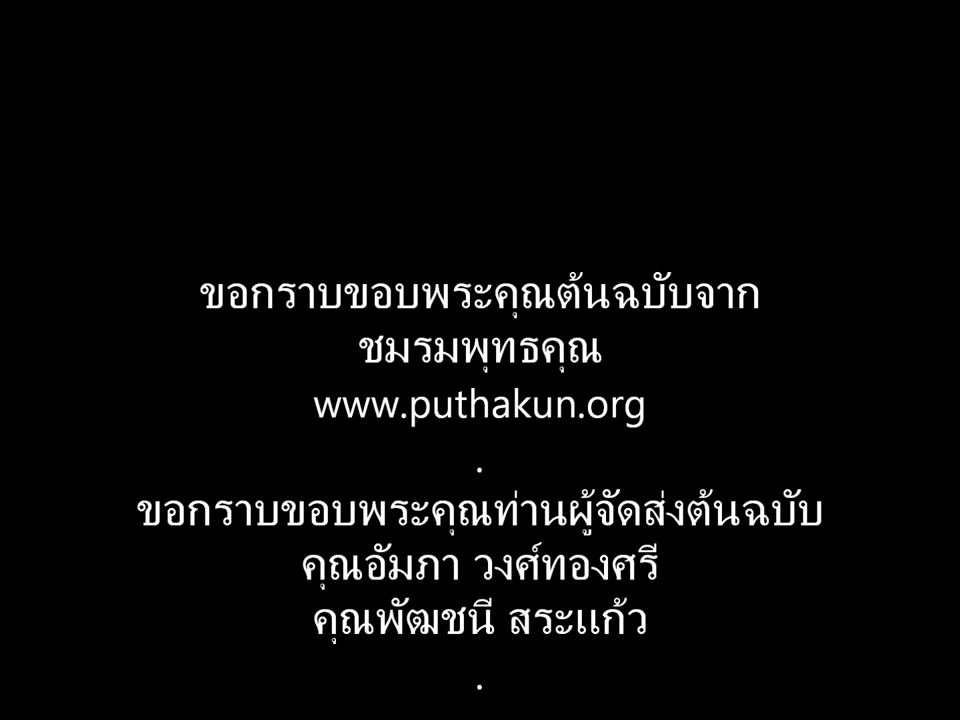 ขอกราบขอบพระคุณต้นฉบับจาก
ชมรมพุทธคุณ
www.puthakun.org
.
ขอกราบขอบพระคุณท่านผู้จัดส่งต้นฉบับ
คุณอัมภา วงศ์ทองศรี
คุณพัฒชนี สระแก้ว
.